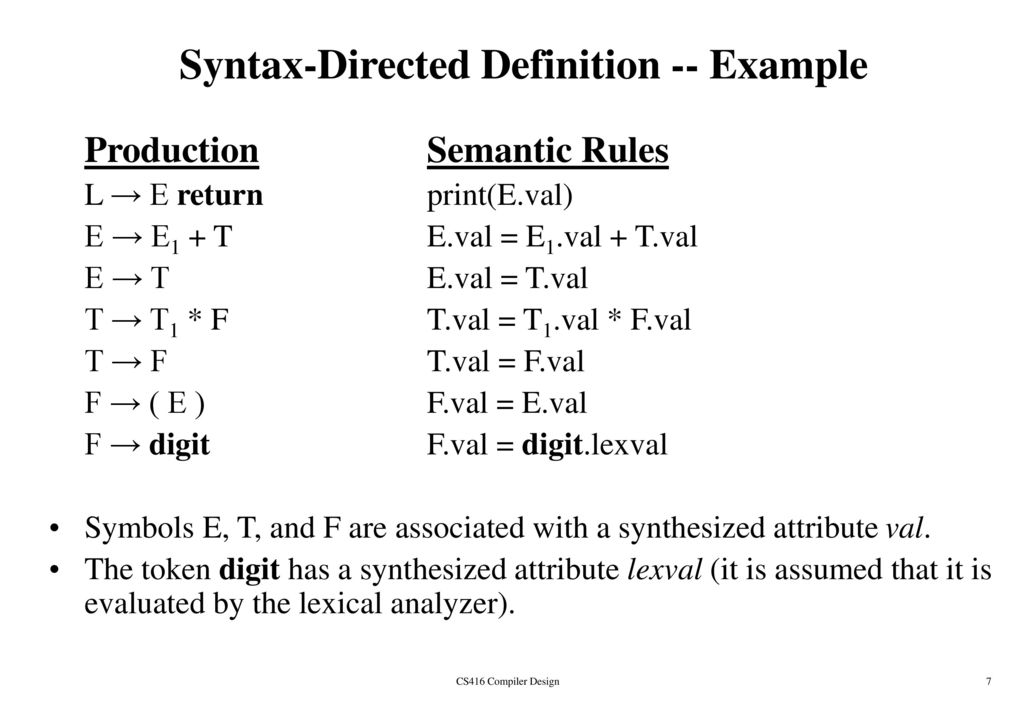 Syntax-Directed Definition -- Example
Production Semantic Rules
L → E return print(E.val)
E → E1 + T E.val = E1.val + T.val
E → T E.val = T.val
T → T1 * F T.val = T1.val * F.val
T → F T.val = F.val
F → ( E ) F.val = E.val
F → digit F.val = digit.lexval
• Symbols E, T, and F are associated with a synthesized attribute val.
• The token digit has a synthesized attribute lexval (it is assumed that it is
evaluated by the lexical analyzer).
CS416 Compiler Design 7